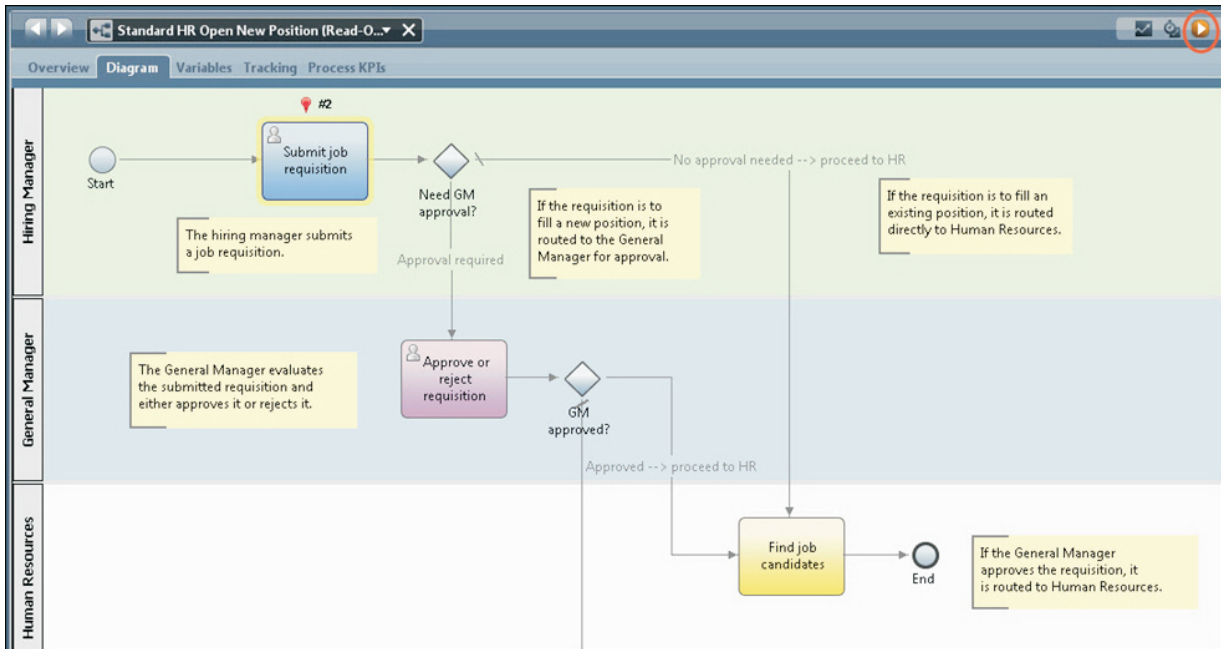 Standard HR Open New Position (Read-O...
Overview
Diagram
Variables
Tracking
Process KPIs
Hiring Manager
#2
Start
Submit job
requisition
Need GM
approval?
No approval needed --> proceed to HR
The hiring manager submits
a job requisition.
If the requisition is to
fill a new position, it is
routed to the General
Manager for approval.
If the requisition is to fill an
existing position, it is routed
directly to Human Resources.
Approval required
General Manager
The General Manager evaluates
the submitted requisition and
either approves it or rejects it.
Approve or
reject
requisition
GM
approved?
Approved --> proceed to HR
Human Resources
Find job
candidates
End
If the General Manager
approves the requisition, it
is routed to Human Resources.